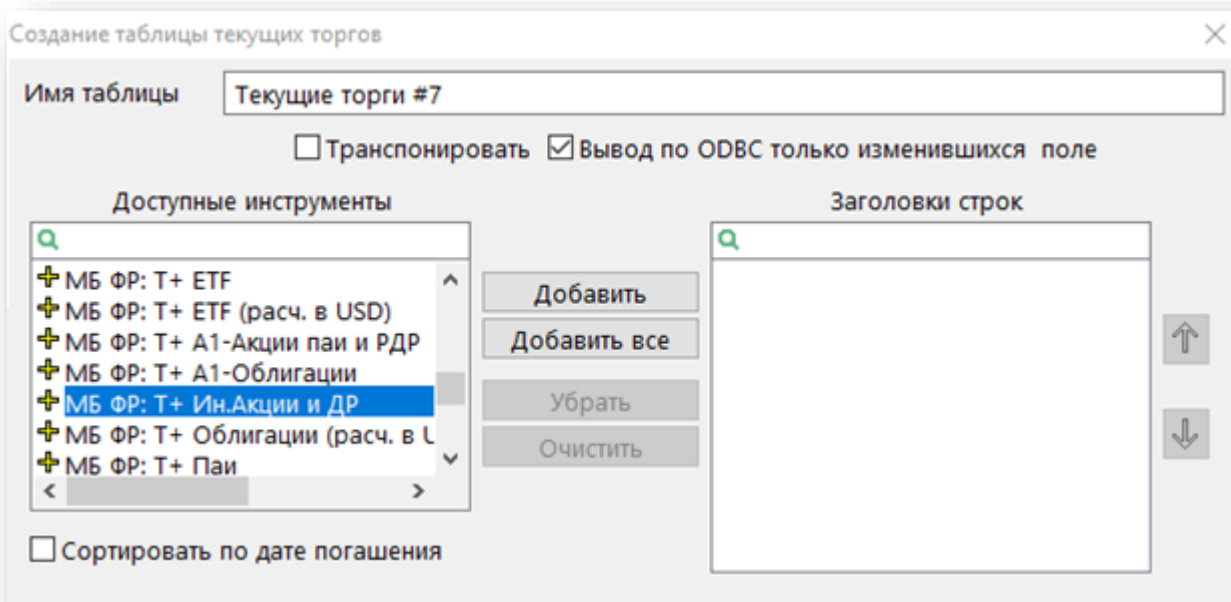 Создание таблицы текущих торгов
Имя таблицы Текущие торги #7
Транспонировать Вывод по ODBC только изменившихся поле
Доступные инструменты
МБ ФР: Т+ ETF
МБ ФР: Т+ ETF (расч. в USD)
МБ ФР: Т+ А1-Акции паи и РДР
МБ ФР: Т+ А1-Облигации
МБ ФР: Т+ Ин.Акции и ДР
МБ ФР: Т+ Облигации (расч. в U
МБ ФР: Т+ Паи
Сортировать по дате погашения
Добавить
Добавить все
Убрать
Очистить
Заголовки строк